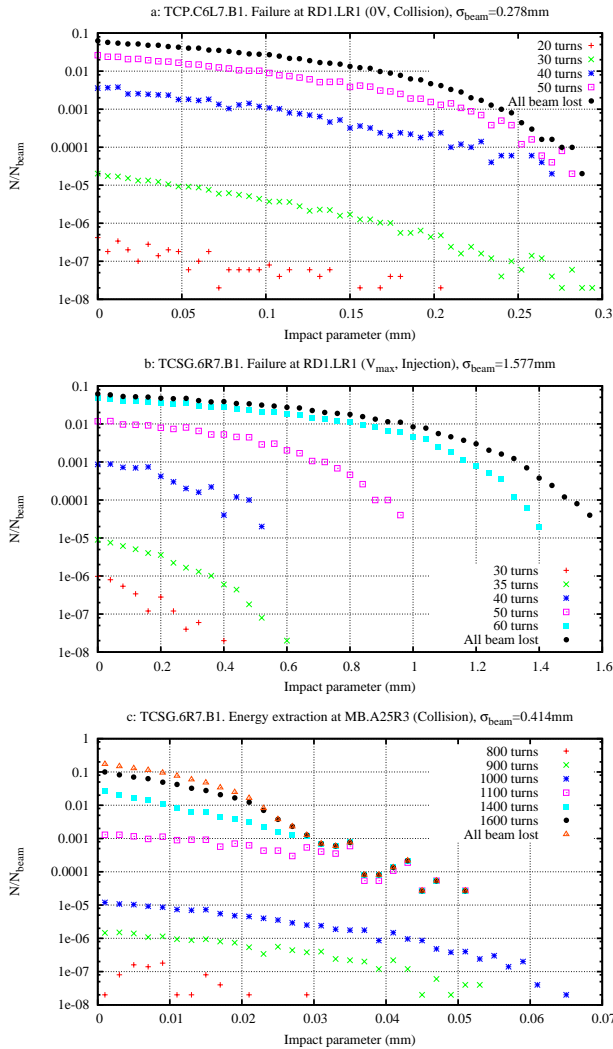 a: TCP.C6L7.B1. Failure at RD1.LR1 (0V, Collision), σbeam=0.278mm
0.1
0.01
0.001
0.0001
1e-05
1e-06
1e-07
1e-08
N/Nbeam
20 turns
30 turns
40 turns
50 turns
All beam lost
0
0.05
0.1
0.15
0.2
0.25
0.3
Impact parameter (mm)
b: TCSG.6R7.B1. Failure at RD1.LR1 (Vmax, Injection), σbeam=1.577mm
0.1
0.01
0.001
0.0001
1e-05
1e-06
1e-07
1e-08
N/Nbeam
30 turns
35 turns
40 turns
50 turns
60 turns
All beam lost
0
0.2
0.4
0.6
0.8
1
1.2
1.4
1.6
Impact parameter (mm)
c: TCSG.6R7.B1. Energy extraction at MB.A25R3 (Collision), σbeam=0.414mm
1
0.1
0.01
0.001
0.0001
1e-05
1e-06
1e-07
1e-08
N/Nbeam
800 turns
900 turns
1000 turns
1100 turns
1400 turns
1600 turns
All beam lost
0
0.01
0.02
0.03
0.04
0.05
0.06
0.07
Impact parameter (mm)